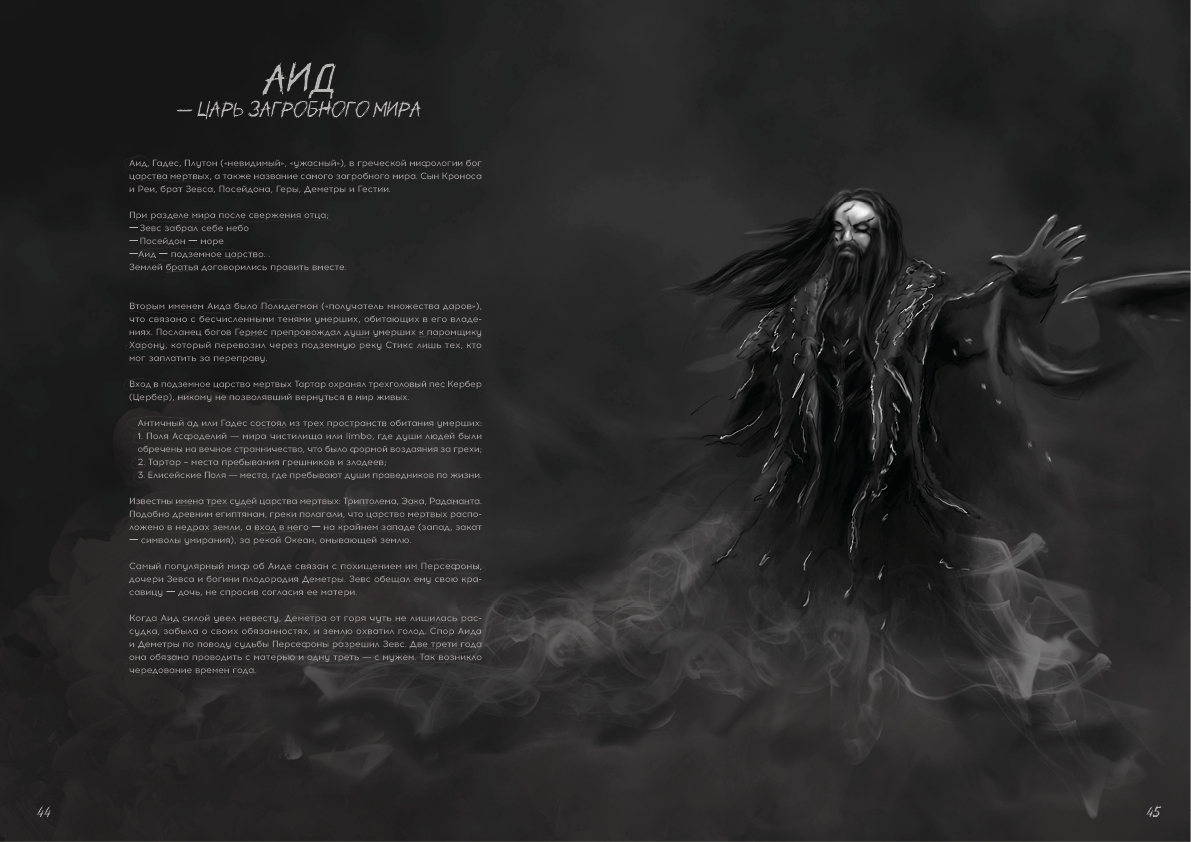 АИД
— ЦАРЬ ЗАГРОБНОГО МИРА
Аид, Гадес, Плутон («невидимый», «ужасный»), в греческой мифологии бог
царства мертвых, а также название самого загробного мира. Сын Кроноса
и Реи, брат Зевса, Посейдона, Геры, Деметры и Гестии.
При разделе мира после свержения отца;
—Зевс забрал себе небо
—Посейдон — море
—Аид — подземное царство. .
Землей братья договорились править вместе.
Вторым именем Аида было Полидегмон («получатель множества даров»),
что связано с бесчисленными тенями умерших, обитающих в его владе-
ниях. Посланец богов Гермес препровождал души умерших к паромщику
Харону, который перевозил через подземную реку Стикс лишь тех, кто
мог заплатить за переправу.
Вход в подземное царство мертвых Тартар охранял трехголовый пес Кербер
(Цербер), никому не позволявший вернуться в мир живых.
Античный ад или Гадес состоял из трех пространств обитания умерших:
1. Поля Асфоделий — мира чистилища или limbo, где души людей были
обречены на вечное странничество, что было формой воздаяния за грехи;
2. Тартар – места пребывания грешников и злодеев;
3. Елисейские Поля — места, где пребывают души праведников по жизни.
Известны имена трех судей царства мертвых: Триптолема, Эака, Радаманта.
Подобно древним египтянам, греки полагали, что царство мертвых распо-
ложено в недрах земли, а вход в него — на крайнем западе (запад, закат
— символы умирания), за рекой Океан, омывающей землю.
Самый популярный миф об Аиде связам с похищением им Персефоны,
дочери Зевса и богини плодородия Деметры. Зевс обещал ему свою кра-
савицу — дочь, не спросив согласия ее матери.
Когда Аид силой увел невесту, Деметра от горя чуть не лишилась рас-
судка, забыла о своих обязанностях, и землю охватил голод. Спор Аида
и Деметры по поводу судьбы Персефоны разрешил Зевс. Две трети года
она обязана проводить с матерью и одну треть — с мужем. Так возникло
чередование времен года.
44
45